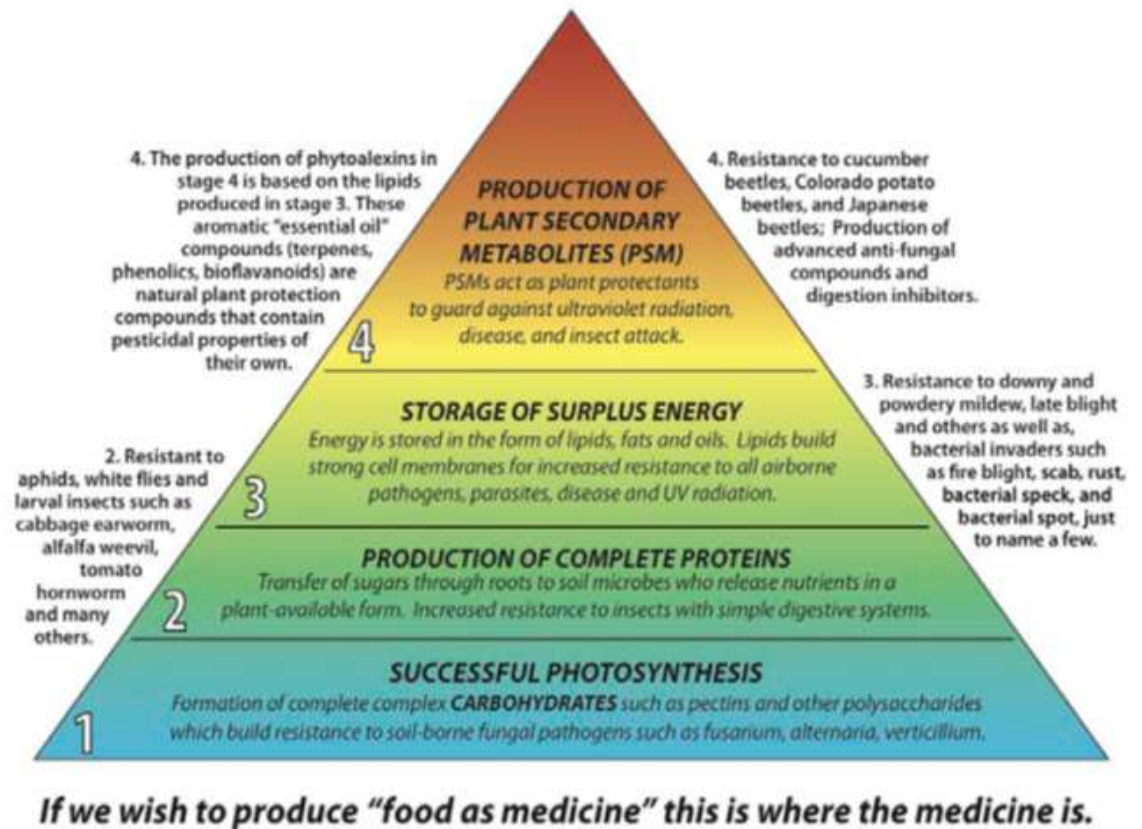 4. The production of phytoalexins in
stage 4 is based on the lipids
produced in stage 3. These
aromatic "essential oil"
compounds (terpenes,
phenolics, bioflavanoids) are
natural plant protection
compounds that contain
pesticidal properties of
their own.
PRODUCTION OF
PLANT SECONDARY
METABOLITES (PSM)
PSMs act as plant protectants
to guard against ultraviolet radiation,
disease, and insect attack.
4
4. Resistance to cucumber
beetles, Colorado potato
beetles, and Japanese
beetles; Production of
advanced anti-fungal
compounds and
digestion inhibitors.
STORAGE OF SURPLUS ENERGY
Energy is stored in the form of lipids, fats and oils. Lipids build
strong cell membranes for increased resistance to all airborne
pathogens, parasites, disease and UV radiation.
3
3. Resistance to downy and
powdery mildew, late blight
and others as well as,
bacterial invaders such
as fire blight, scab, rust,
bacterial speck, and
bacterial spot, just
to name a few.
2. Resistant to
aphids, white flies and
larval insects such as
cabbage earworm,
alfalfa weevil,
tomato
hornworm
and many
others.
PRODUCTION OF COMPLETE PROTEINS
Transfer of sugars through roots to soil microbes who release nutrients in a
plant-available form. Increased resistance to insects with simple digestive systems.
2
SUCCESSFUL PHOTOSYNTHESIS
Formation of complete complex CARBOHYDRATES such as pectins and other polysaccharides
which build resistance to soil-borne fungal pathogens such as fusarium, alternaria, verticillium.
1
If we wish to produce "food as medicine" this is where the medicine is.